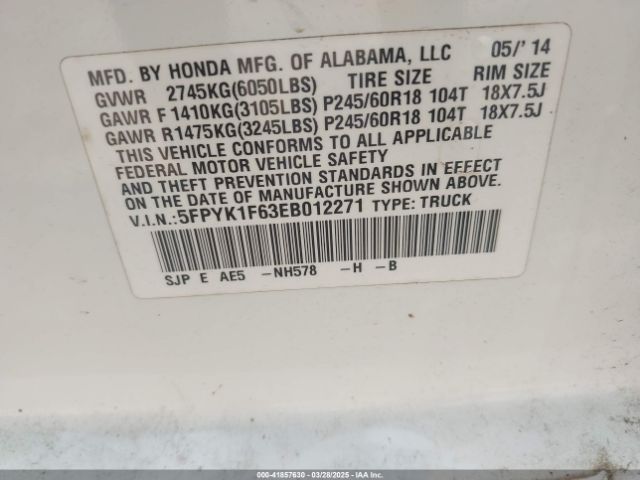 MFD. BY HONDA MFG. OF ALABAMA, LLC 05/'14
GVWR 2745KG(6050LBS) TIRE SIZE RIM SIZE
GAWR F1410KG(3105LBS) P245/60R18 104T 18X7.5J
GAWR R1475KG(3245LBS) P245/60R18 104T 18X7.5J
THIS VEHICLE CONFORMS TO ALL APPLICABLE
FEDERAL MOTOR VEHICLE SAFETY
AND THEFT PREVENTION STANDARDS IN EFFECT
ON THE DATE OF MANUFACTURE SHOWN ABOVE.
V.I.N.:5FPYK1F63EB012271 TYPE:TRUCK
SJP E AE5 -NH578 -H -B
000-41857630 - 03/28/2025 - IAAI.COM